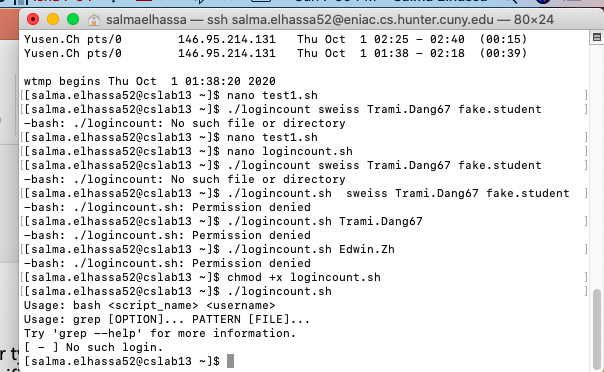 salmaelhassa — ssh salma.elhassa52@eniac.cs.hunter.cuny.edu — 80×24
Yusen.Ch pts/0        146.95.214.131   Thu Oct  1 02:25 - 02:40  (00:15)
Yusen.Ch pts/0        146.95.214.131   Thu Oct  1 01:38 - 02:18  (00:39)

wtmp begins Thu Oct  1 01:38:20 2020
[[salma.elhassa52@cslab13 ~]$ nano test1.sh ]
[[salma.elhassa52@cslab13 ~]$ ./logincount sweiss Trami.Dang67 fake.student ]
-bash: ./logincount: No such file or directory
[[salma.elhassa52@cslab13 ~]$ nano test1.sh ]
[[salma.elhassa52@cslab13 ~]$ nano logincount.sh ]
[[salma.elhassa52@cslab13 ~]$ ./logincount sweiss Trami.Dang67 fake.student ]
-bash: ./logincount: No such file or directory
[[salma.elhassa52@cslab13 ~]$ ./logincount.sh  sweiss Trami.Dang67 fake.student ]
-bash: ./logincount.sh: Permission denied
[[salma.elhassa52@cslab13 ~]$ ./logincount.sh Trami.Dang67 ]
-bash: ./logincount.sh: Permission denied
[[salma.elhassa52@cslab13 ~]$ ./logincount.sh Edwin.Zh ]
-bash: ./logincount.sh: Permission denied
[[salma.elhassa52@cslab13 ~]$ chmod +x logincount.sh ]
[[salma.elhassa52@cslab13 ~]$ ./logincount.sh ]
Usage: bash <script_name> <username>
Usage: grep [OPTION]... PATTERN [FILE]...
Try 'grep --help' for more information.
[ - ] No such login.
[salma.elhassa52@cslab13 ~]$